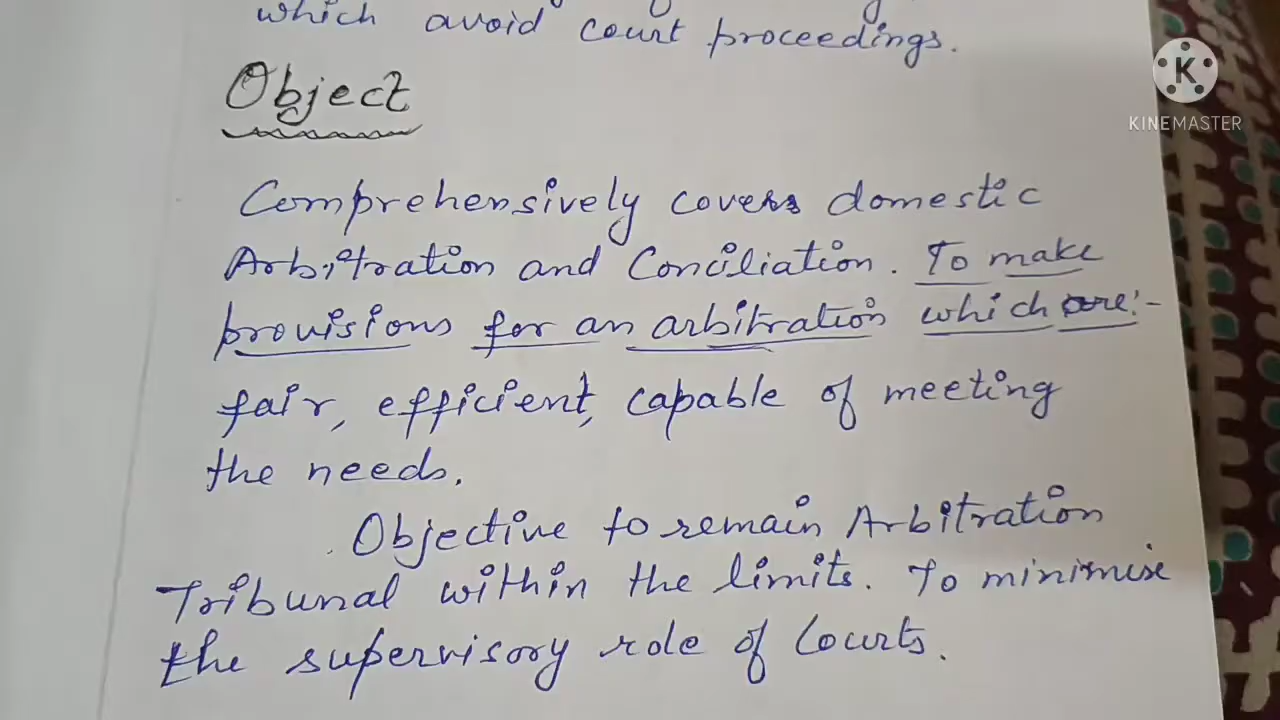 which avoid court proceedings.
Object
K
KINEMASTER
Comprehensively covers domestic
Arbitration and Conciliation. To make
provisions for an arbitration which are:-
fair, efficient, capable of meeting
the needs.
Objective to remain Arbitration
Tribunal within the limits. To minimise
the supervisory role of Courts.